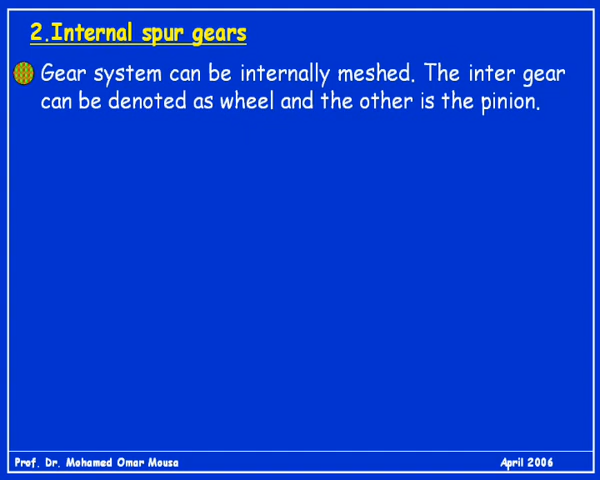 2.Internal spur gears
Gear system can be internally meshed. The inter gear
can be denoted as wheel and the other is the pinion.
Prof. Dr. Mohamed Omar Mousa
April 2006